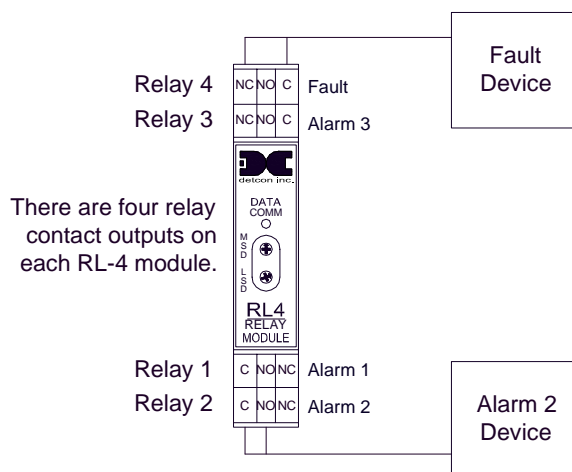 Fault
Device
Relay 4 NC NO C Fault
Relay 3 NC NO C Alarm 3
detcon inc.
There are four relay
contact outputs on
each RL-4 module.
DATA
COMM
MSD
LSD
RL4
RELAY
MODULE
Relay 1 C NO NC Alarm 1
Relay 2 C NO NC Alarm 2
Alarm 2
Device